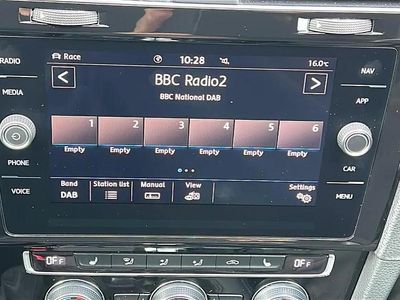 RADIO
MEDIA
PHONE
VOICE
Race 10:28 16.0°C
BBC Radio2
BBC National DAB
1 2 3 4 5 6
Empty Empty Empty Empty Empty Empty
Band Station list Manual View Settings
DAB
NAV
APP
CAR
MENU
OFF OFF